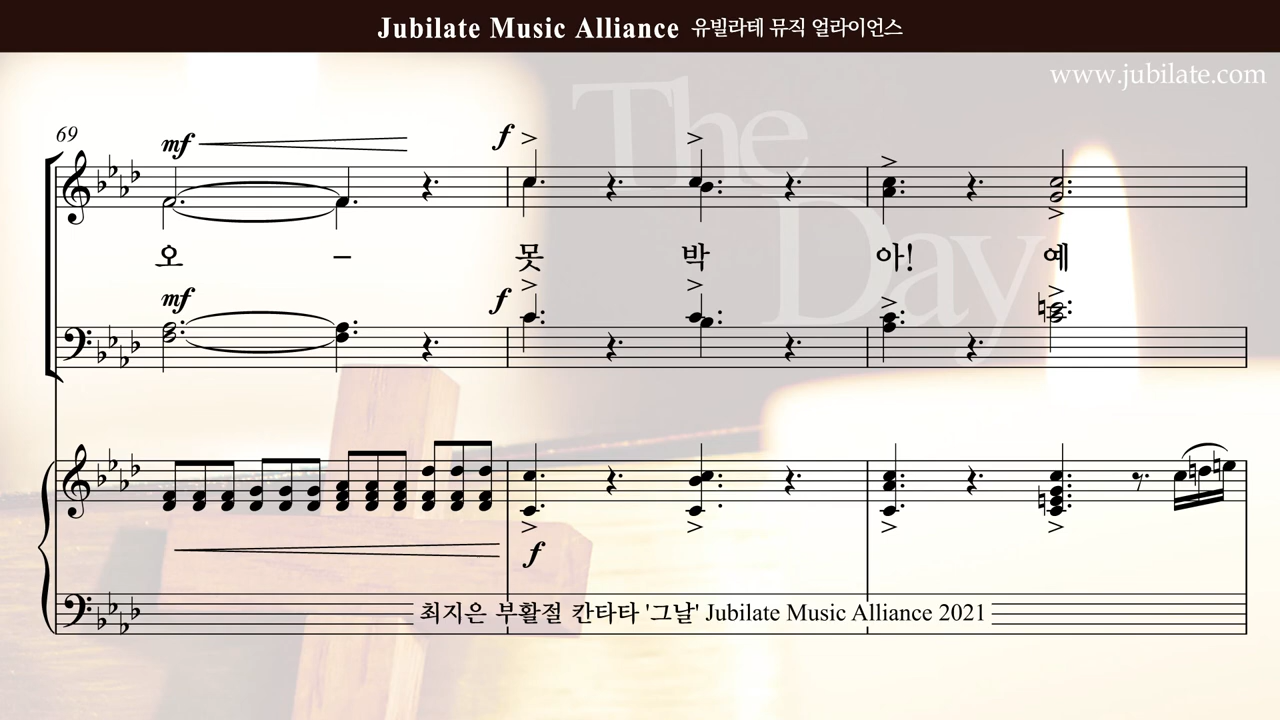 Jubilate Music Alliance 유빌라테 뮤직 얼라이언스
www.jubilate.com
The
Day
69
mf f
오 – 못 박 아! 예
mf f
f
최지은 부활절 칸타타 '그날' Jubilate Music Alliance 2021